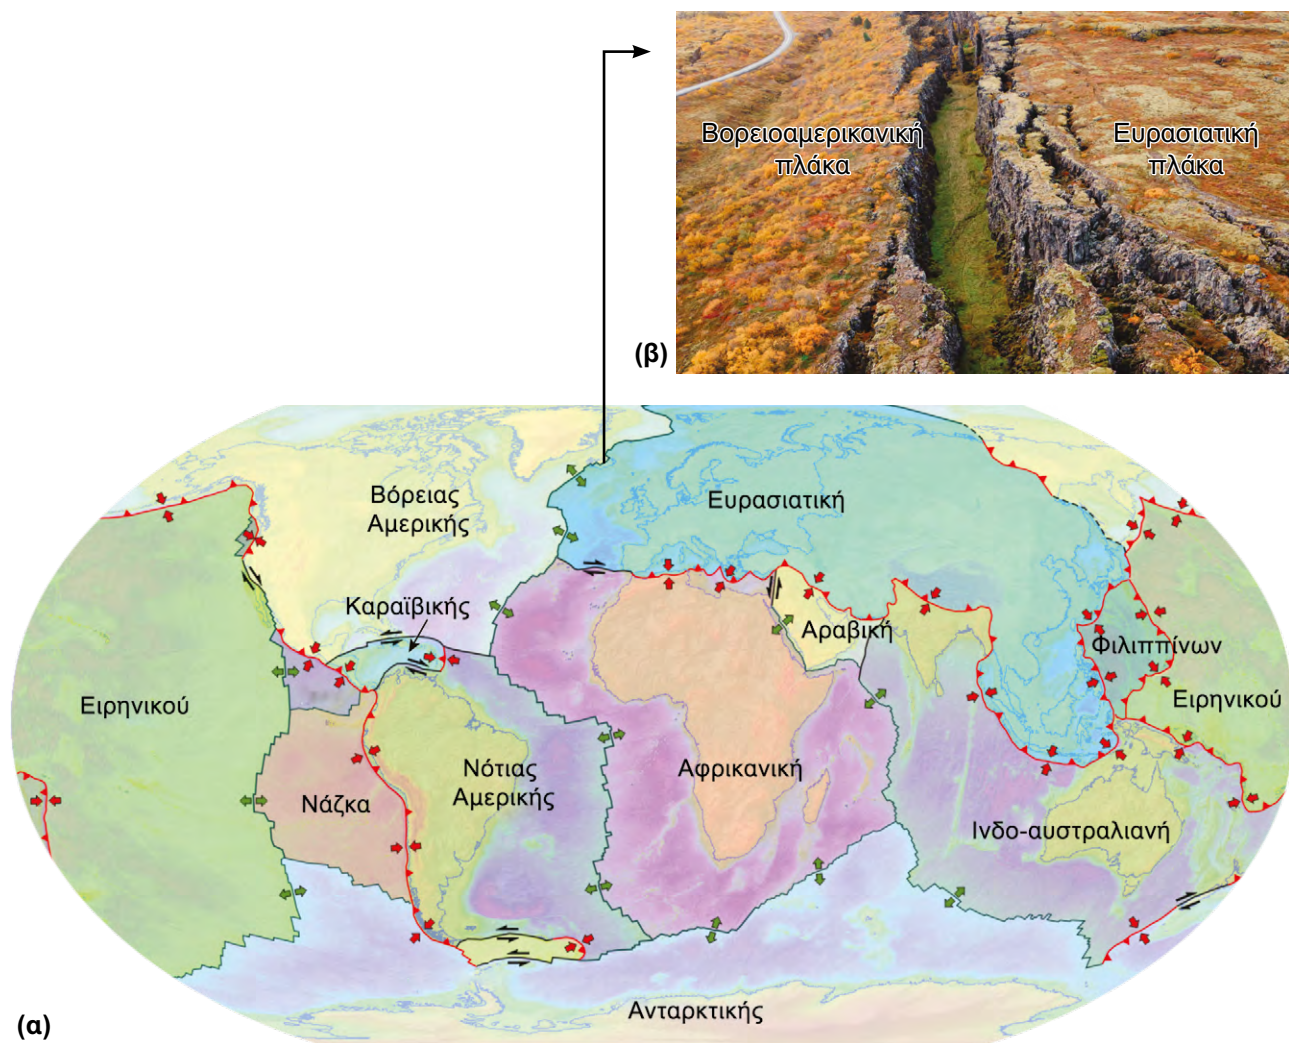 Βορειοαμερικανική
πλάκα
Ευρασιατική
πλάκα
(β)
Βόρειας
Αμερικής
Ευρασιατική
Καραϊβικής
Αραβική
Φιλιππίνων
Ειρηνικού
Ειρηνικού
Νάζκα
Νότιας
Αμερικής
Αφρικανική
Ινδο-αυστραλιανή
Ανταρκτικής
(α)